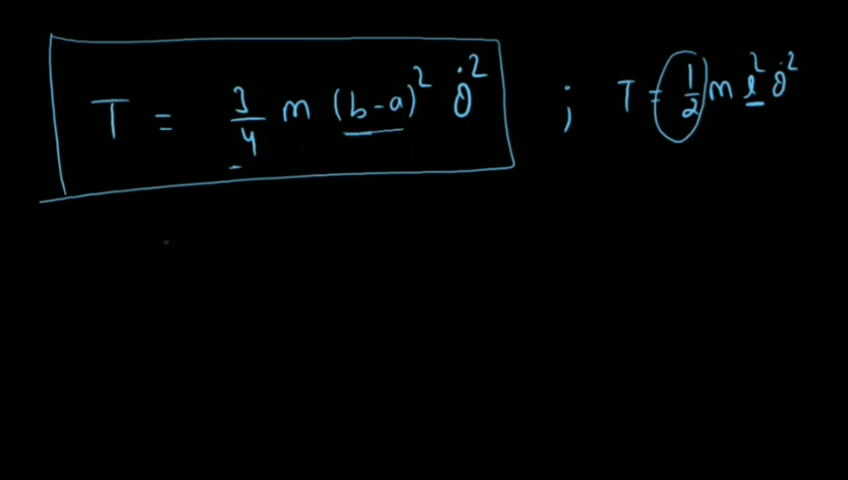 T = 3/4 m (b-a)² θ̇² ; T = 1/2 m l² θ̇²